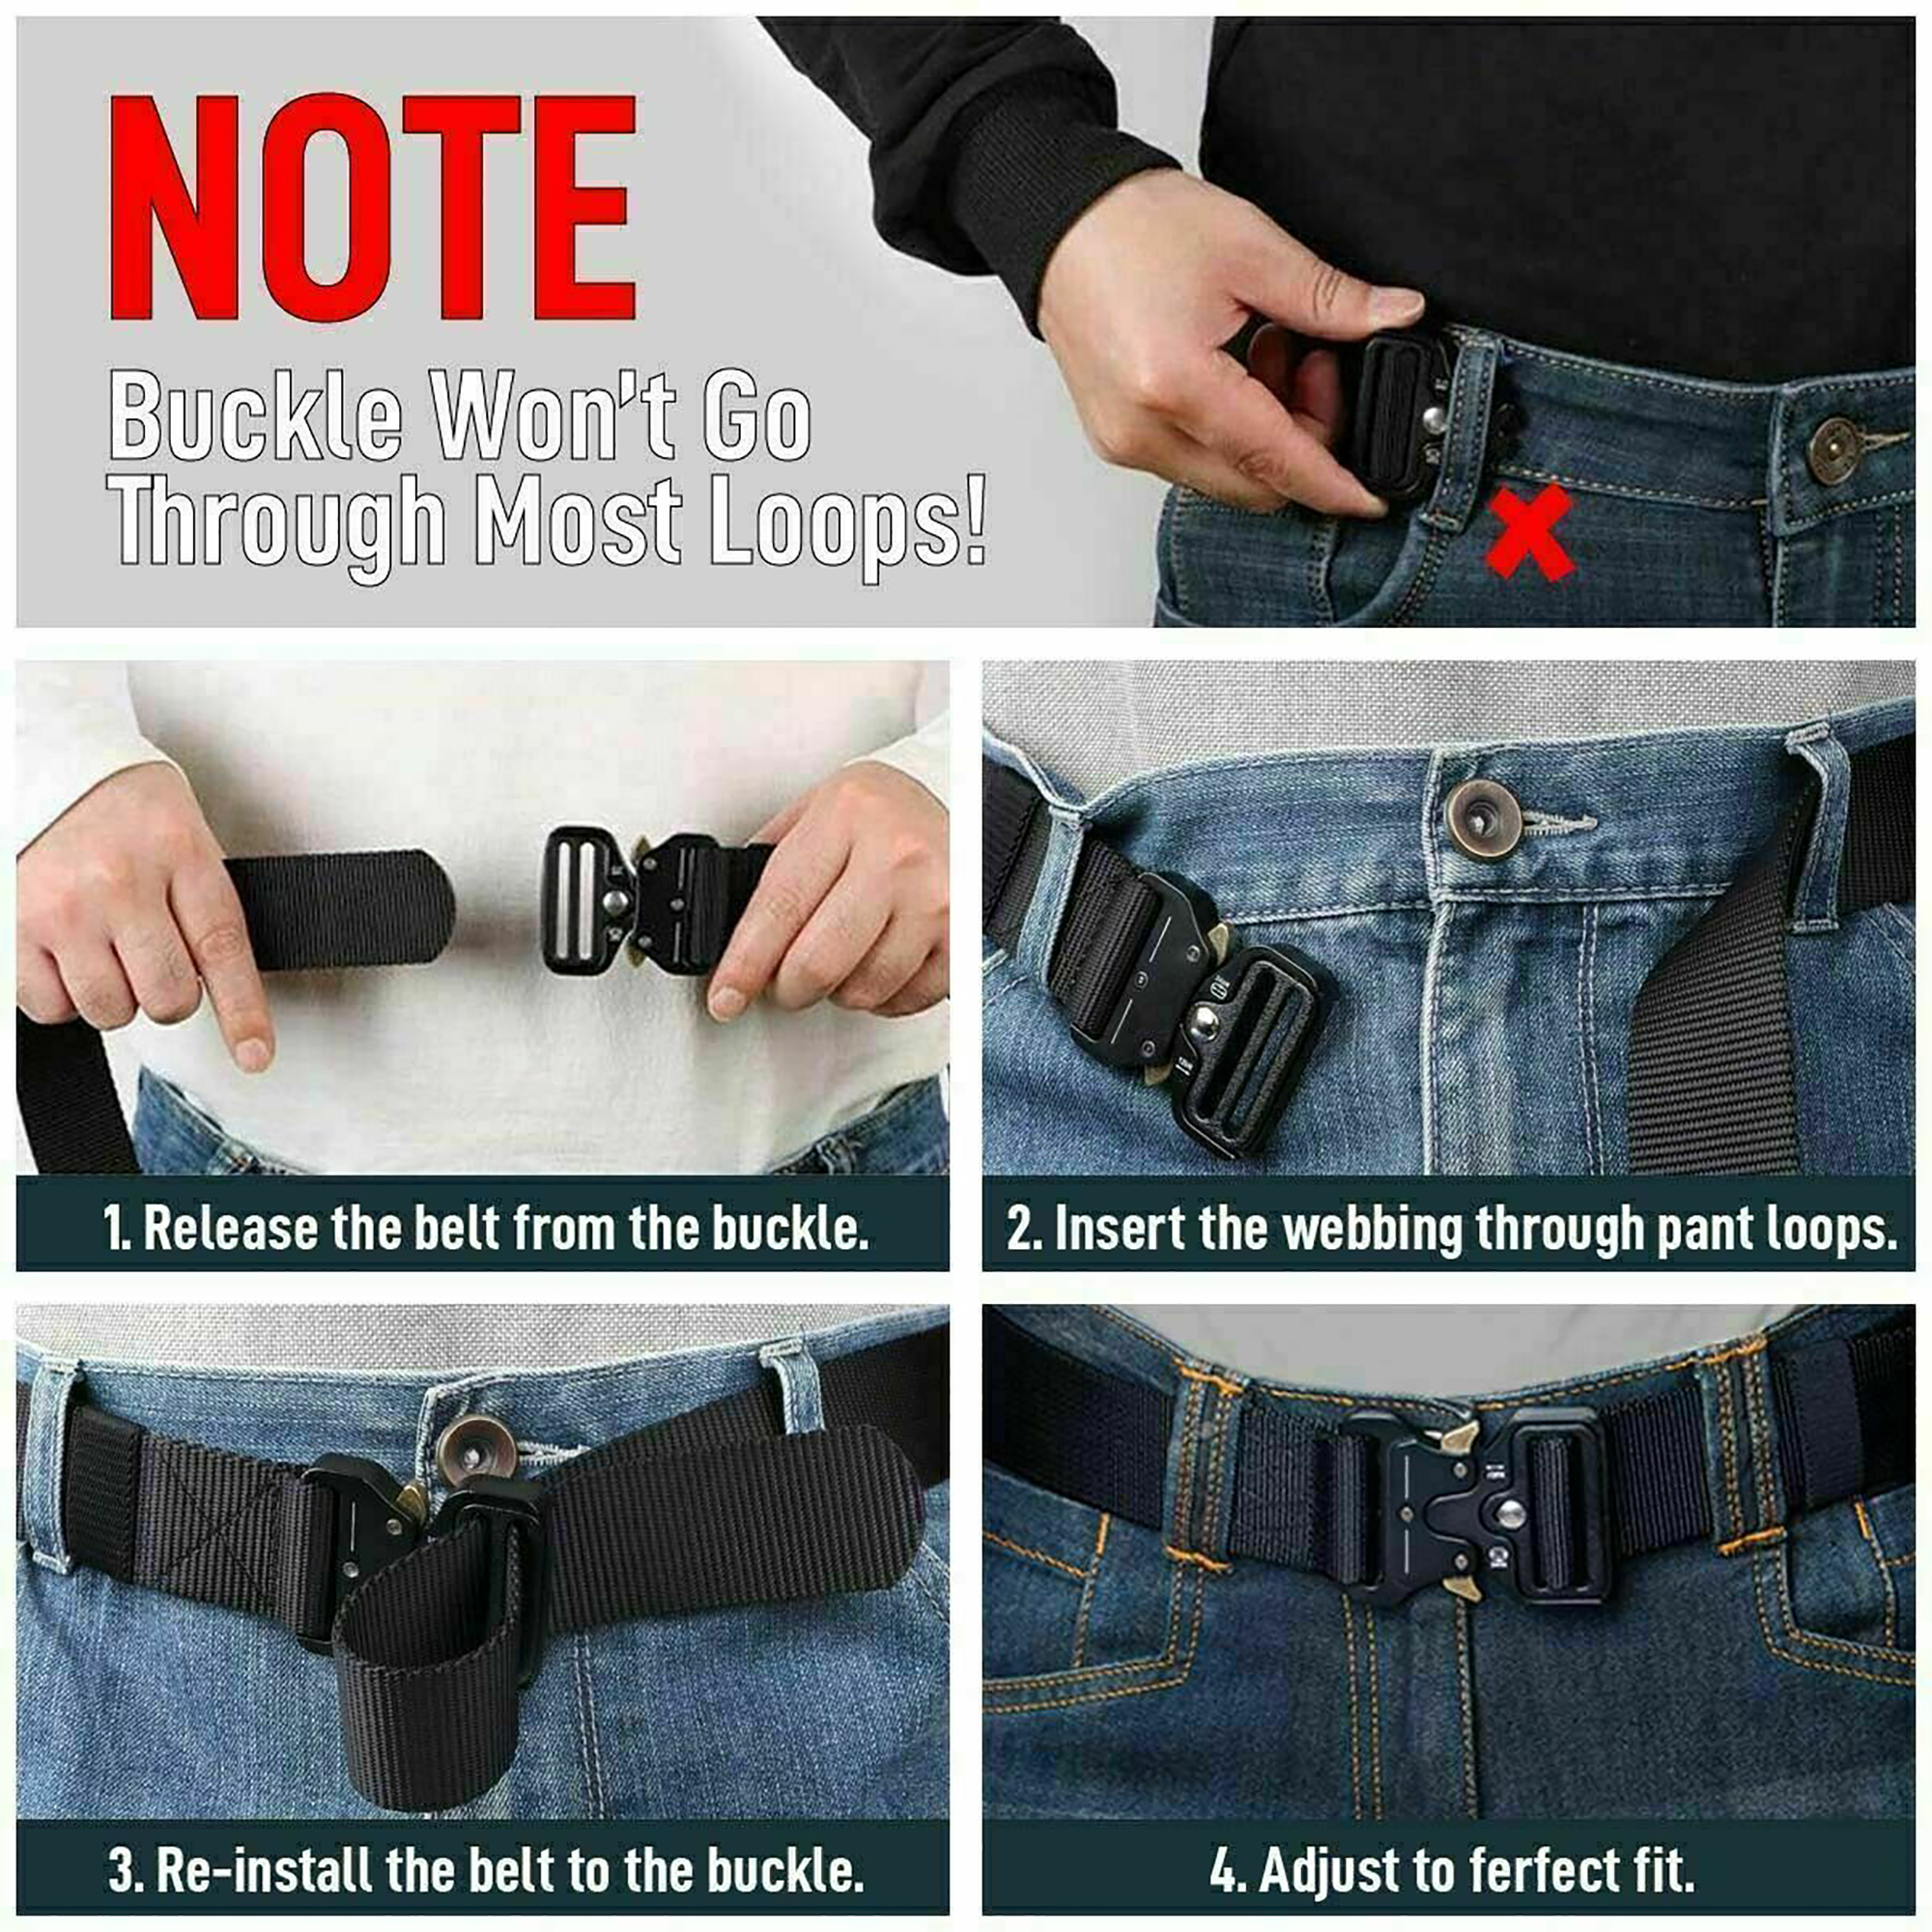 NOTE
Buckle Won't Go
Through Most Loops!
1. Release the belt from the buckle.
2. Insert the webbing through pant loops.
3. Re-install the belt to the buckle.
4. Adjust to ferfect fit.